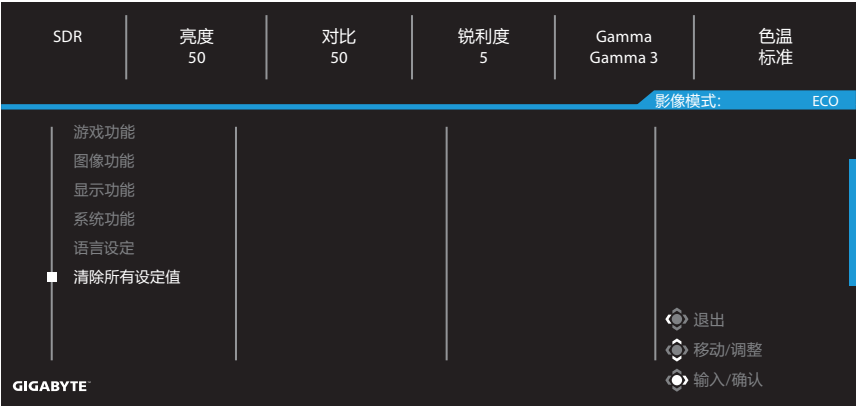 SDR 亮度 对比 锐利度 Gamma 色温
50 50 5 Gamma 3 标准
影像模式: ECO
游戏功能
图像功能
显示功能
系统功能
语言设定
清除所有设定值
退出
移动/调整
输入/确认
GIGABYTE™